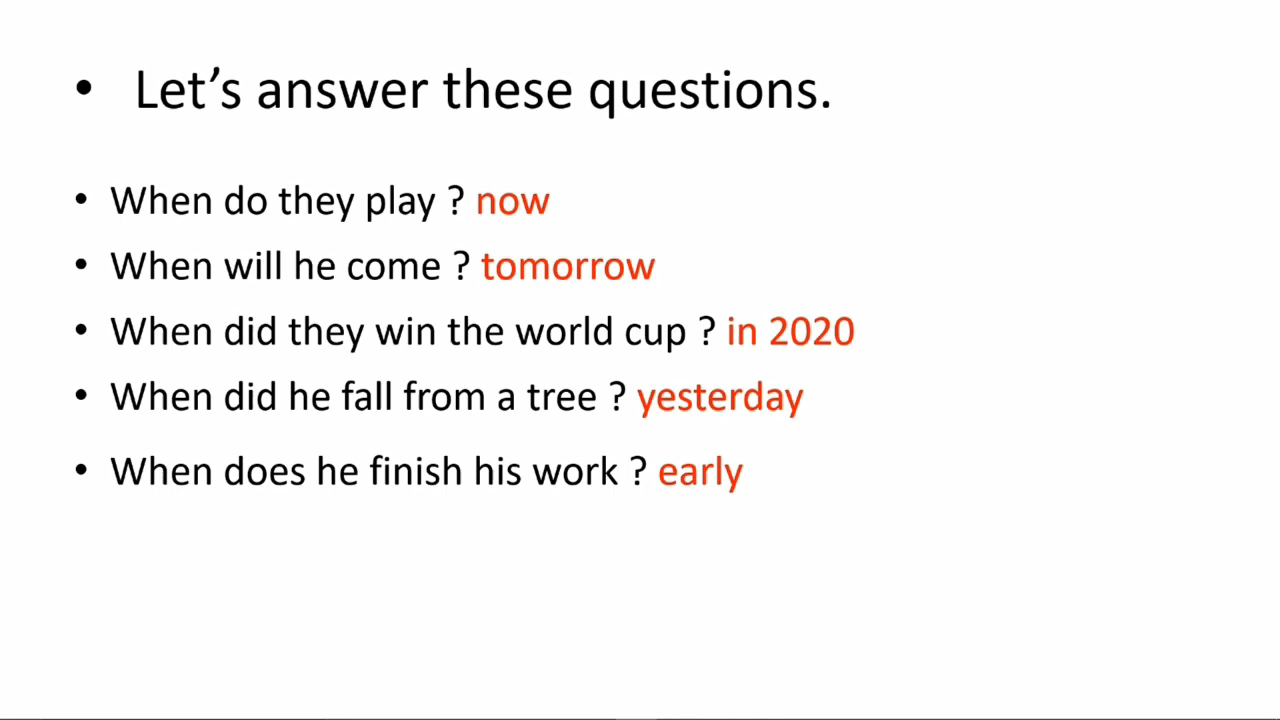 • Let’s answer these questions.
• When do they play ? now
• When will he come ? tomorrow
• When did they win the world cup ? in 2020
• When did he fall from a tree ? yesterday
• When does he finish his work ? early